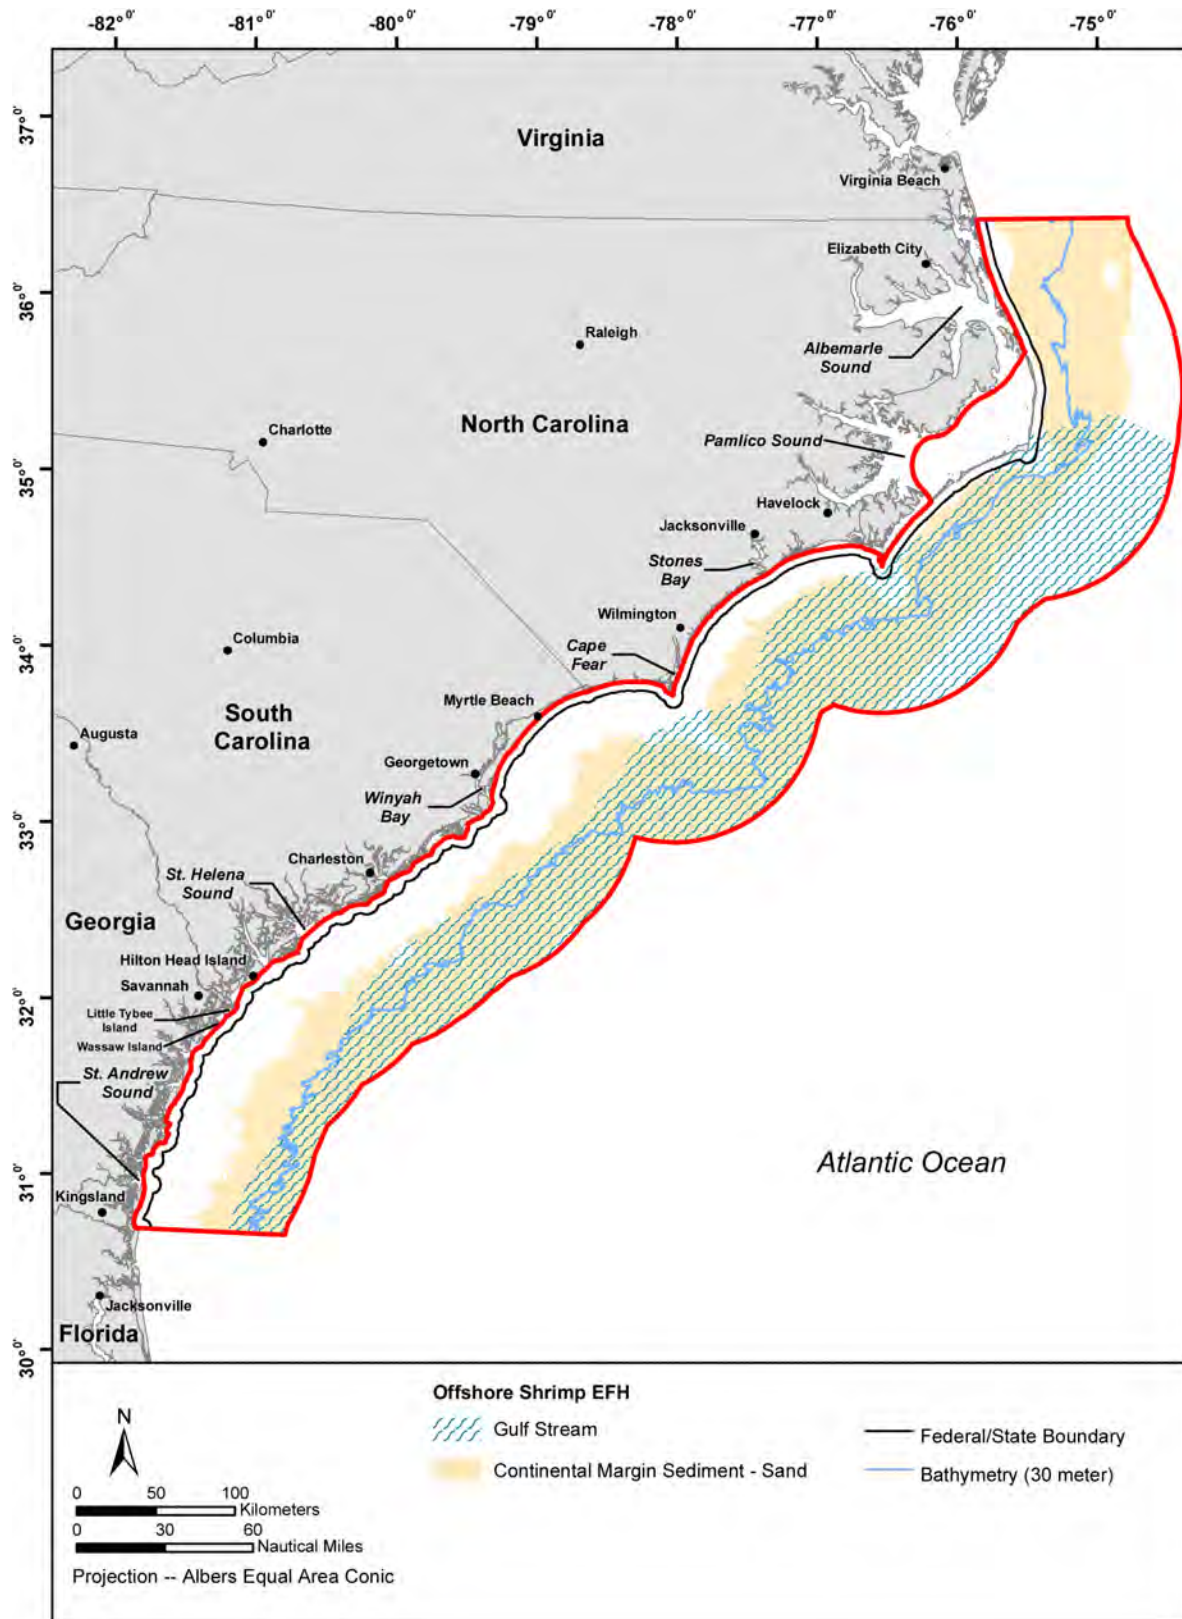 -82°0' -81°0' -80°0' -79°0' -78°0' -77°0' -76°0' -75°0'
37°0'
36°0'
35°0'
34°0'
33°0'
32°0'
31°0'
30°0'
Virginia
Virginia Beach
Elizabeth City
Raleigh
Albemarle
Sound
North Carolina
Charlotte
Pamlico Sound
Havelock
Jacksonville
Stones
Bay
Wilmington
Columbia
Cape
Fear
Myrtle Beach
South
Carolina
Augusta
Georgetown
Winyah
Bay
Charleston
St. Helena
Sound
Georgia
Hilton Head Island
Savannah
Little Tybee
Island
Wassaw Island
St. Andrew
Sound
Atlantic Ocean
Kingsland
Jacksonville
Florida
Offshore Shrimp EFH
Gulf Stream
Continental Margin Sediment - Sand
Federal/State Boundary
Bathymetry (30 meter)
N
0 50 100
Kilometers
0 30 60
Nautical Miles
Projection -- Albers Equal Area Conic